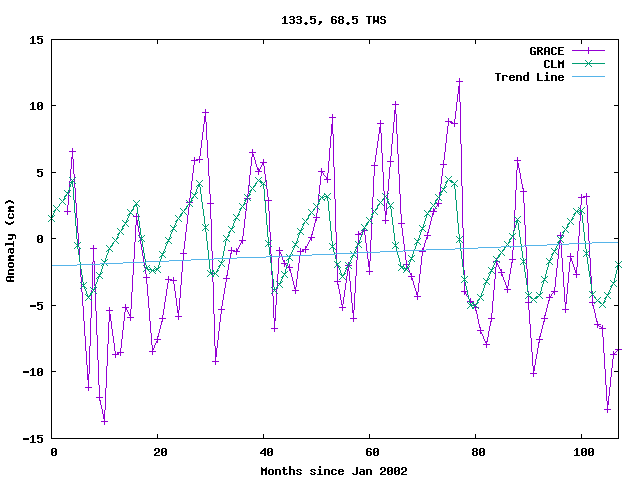 133.5, 68.5 TWS
GRACE
CLM
Trend Line
15
10
5
0
-5
-10
-15
Anomaly (cm)
0 20 40 60 80 100
Months since Jan 2002